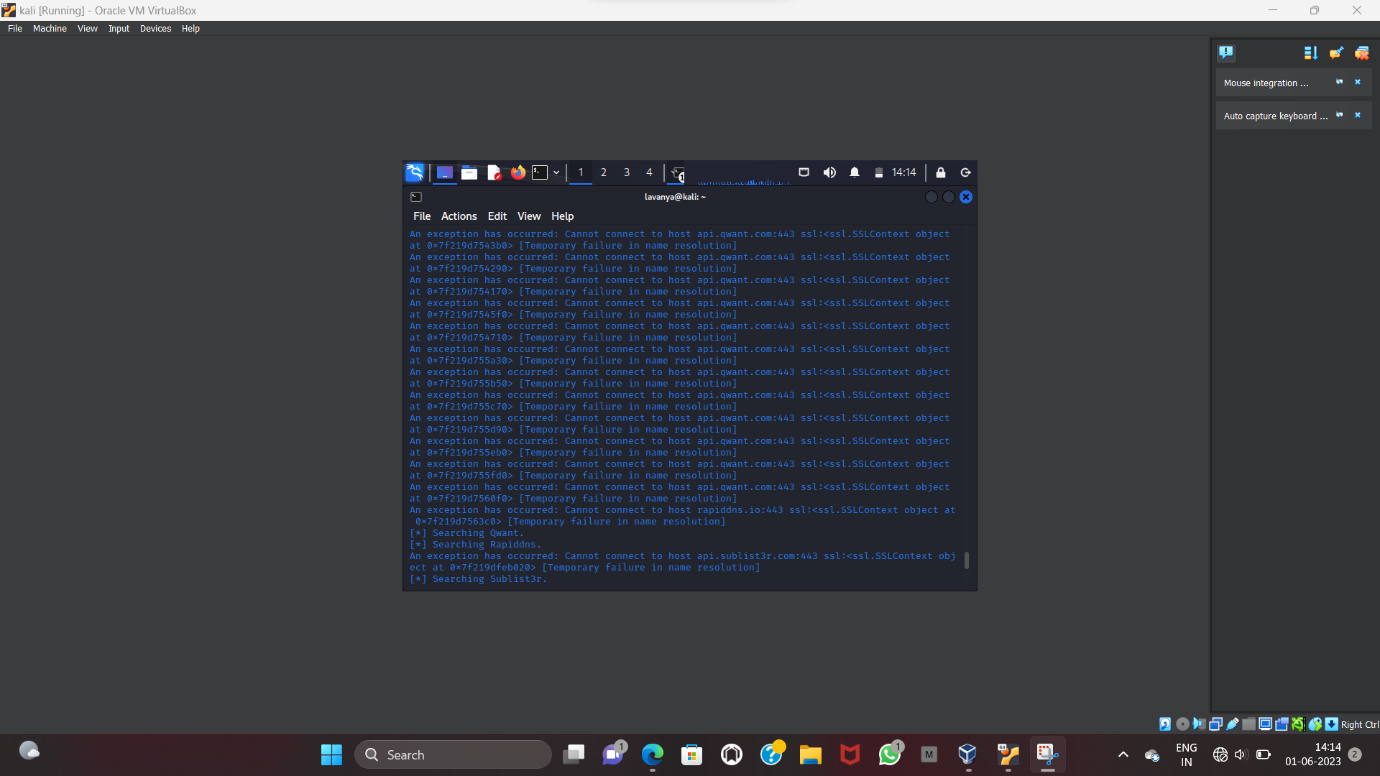 kali [Running] - Oracle VM VirtualBox
File Machine View Input Devices Help
Mouse integration ...
Auto capture keyboard ...
1 2 3 4
14:14
lavanya@kali: ~
File Actions Edit View Help
An exception has occurred: Cannot connect to host api.qwant.com:443 ssl:<ssl.SSLContext object
at 0×7f219d7543b0> [Temporary failure in name resolution]
An exception has occurred: Cannot connect to host api.qwant.com:443 ssl:<ssl.SSLContext object
at 0×7f219d754290> [Temporary failure in name resolution]
An exception has occurred: Cannot connect to host api.qwant.com:443 ssl:<ssl.SSLContext object
at 0×7f219d754170> [Temporary failure in name resolution]
An exception has occurred: Cannot connect to host api.qwant.com:443 ssl:<ssl.SSLContext object
at 0×7f219d7545f0> [Temporary failure in name resolution]
An exception has occurred: Cannot connect to host api.qwant.com:443 ssl:<ssl.SSLContext object
at 0×7f219d754710> [Temporary failure in name resolution]
An exception has occurred: Cannot connect to host api.qwant.com:443 ssl:<ssl.SSLContext object
at 0×7f219d755a30> [Temporary failure in name resolution]
An exception has occurred: Cannot connect to host api.qwant.com:443 ssl:<ssl.SSLContext object
at 0×7f219d755b50> [Temporary failure in name resolution]
An exception has occurred: Cannot connect to host api.qwant.com:443 ssl:<ssl.SSLContext object
at 0×7f219d755c70> [Temporary failure in name resolution]
An exception has occurred: Cannot connect to host api.qwant.com:443 ssl:<ssl.SSLContext object
at 0×7f219d755d90> [Temporary failure in name resolution]
An exception has occurred: Cannot connect to host api.qwant.com:443 ssl:<ssl.SSLContext object
at 0×7f219d755eb0> [Temporary failure in name resolution]
An exception has occurred: Cannot connect to host api.qwant.com:443 ssl:<ssl.SSLContext object
at 0×7f219d755fd0> [Temporary failure in name resolution]
An exception has occurred: Cannot connect to host api.qwant.com:443 ssl:<ssl.SSLContext object
at 0×7f219d7560f0> [Temporary failure in name resolution]
An exception has occurred: Cannot connect to host rapiddns.io:443 ssl:<ssl.SSLContext object at
0×7f219d7563c0> [Temporary failure in name resolution]
[*] Searching Qwant.
[*] Searching Rapiddns.
An exception has occurred: Cannot connect to host api.sublist3r.com:443 ssl:<ssl.SSLContext obj
ect at 0×7f219dfeb020> [Temporary failure in name resolution]
[*] Searching Sublist3r.
Right Ctrl
Search
1
1
M
ENG
IN
14:14
01-06-2023
2